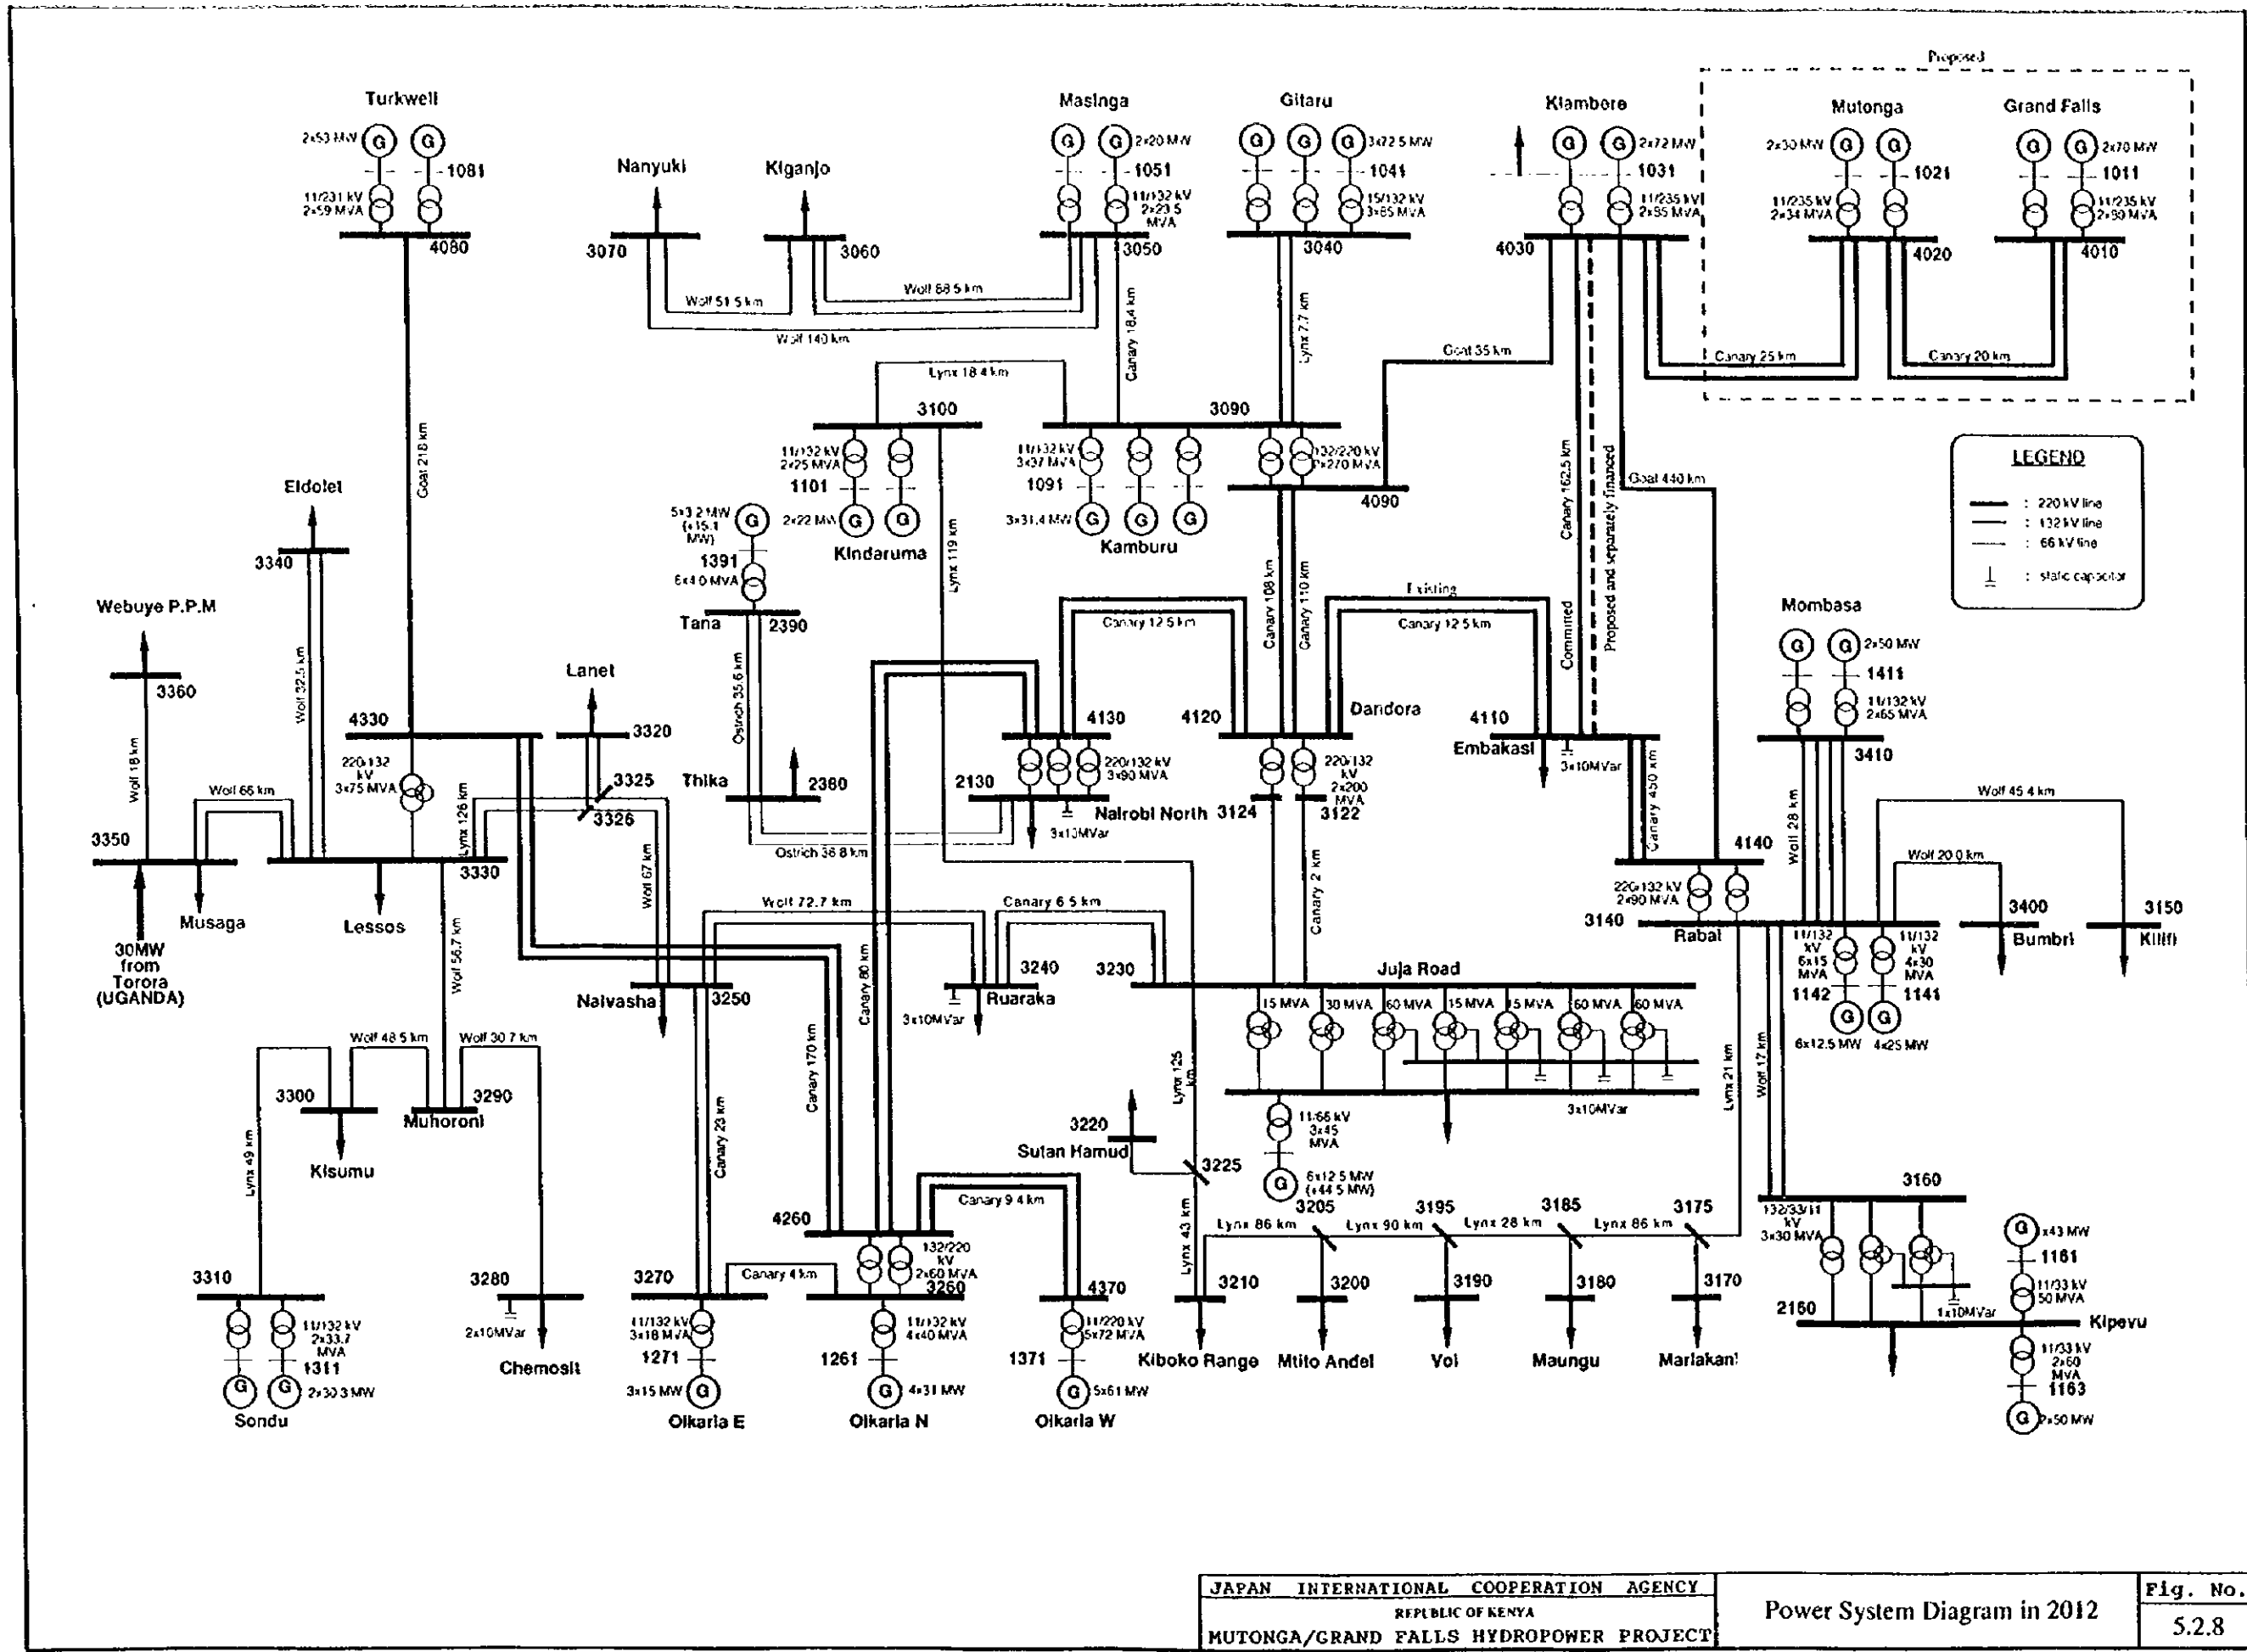 Proposed
Turkwell
2x53 MW
G
G
1081
11/231 kV
2x59 MVA
4080
Nanyuki
3070
Kiganjo
3060
Masinga
G
G
2x20 MW
1051
11/132 kV
2x23.5
MVA
3050
Gitaru
G
G
G
3x72.5 MW
1041
15/132 kV
3x85 MVA
3040
Kiambere
G
G
2x72 MW
1031
11/235 kV
2x95 MVA
4030
Mutonga
2x30 MW
G
G
1021
11/235 kV
2x34 MVA
4020
Grand Falls
G
G
2x70 MW
1011
11/235 kV
2x90 MVA
4010
Wolf 51.5 km
Wolf 68.5 km
Wolf 140 km
Canary 18.4 km
Lynx 7.7 km
Goat 35 km
Canary 25 km
Canary 20 km
Goat 218 km
Lynx 18.4 km
3100
11/132 kV
2x25 MVA
1101
2x22 MW
G
G
Kindaruma
3090
11/132 kV
3x37 MVA
1091
3x31.4 MW
G
G
G
Kamburu
132/220 kV
2x270 MVA
4090
Canary 162.5 km
Committed
Proposed and separately financed
Goat 440 km
LEGEND
: 220 kV line
: 132 kV line
: 66 kV line
: static capacitor
Eldolet
3340
Wolf 32.5 km
Webuye P.P.M
3360
Wolf 18 km
5x3.2 MW
(+15.1
MW)
G
1391
6x4.0 MVA
Tana
2390
Ostrich 35.6 km
Lynx 119 km
Canary 12.5 km
Canary 108 km
Canary 110 km
Existing
Canary 12.5 km
Mombasa
G
G
2x50 MW
1411
11/132 kV
2x65 MVA
3410
Lanet
3320
3325
3326
4330
220/132
kV
3x75 MVA
Thika
2380
4130
220/132 kV
3x90 MVA
2130
Nairobi North
3x10MVar
Ostrich 36.8 km
4120
Dandora
220/132
kV
2x200
MVA
3124
3122
Canary 2 km
4110
Embakasi
3x10MVar
Canary 450 km
4140
220/132 kV
2x90 MVA
3140
Rabai
Wolf 28 km
Wolf 45.4 km
Wolf 20.0 km
3400
Bumbri
3150
Kilifi
11/132
kV
6x15
MVA
1142
G
6x12.5 MW
11/132
kV
4x30
MVA
1141
G
4x25 MW
Wolf 66 km
3350
Musaga
30MW
from
Torora
(UGANDA)
3330
Lessos
Lynx 126 km
Wolf 67 km
Wolf 56.7 km
Wolf 72.7 km
Canary 6.5 km
Naivasha
3250
3240
Ruaraka
3x10MVar
3230
Juja Road
15 MVA
30 MVA
60 MVA
15 MVA
15 MVA
60 MVA
60 MVA
3x10MVar
11/66 kV
3x45
MVA
G
6x12.5 MW
(+44.5 MW)
Canary 170 km
Canary 80 km
Canary 23 km
Lynx 125
km
Lynx 21 km
Wolf 17 km
Wolf 48.5 km
Wolf 30.7 km
3300
Kisumu
3290
Muhoroni
Lynx 49 km
3220
Sutan Hamud
3225
Lynx 43 km
Lynx 86 km
3205
Lynx 90 km
3195
Lynx 28 km
3185
Lynx 86 km
3175
3210
Kiboko Range
3200
Mtito Andei
3190
Voi
3180
Maungu
3170
Mariakani
3160
132/33/11
kV
3x30 MVA
1x10MVar
2160
Kipevu
G
1x43 MW
1161
11/33 kV
50 MVA
11/33 kV
2x60
MVA
1163
G
2x50 MW
Canary 9.4 km
4260
132/220
kV
2x60 MVA
Canary 4 km
3310
11/132 kV
2x33.7
MVA
1311
G
G
2x30.3 MW
Sondu
3280
2x10MVar
Chemosit
3270
11/132 kV
3x18 MVA
1271
3x15 MW
G
Olkaria E
3260
11/132 kV
4x40 MVA
1261
G
4x31 MW
Olkaria N
4370
11/220 kV
5x72 MVA
1371
G
5x61 MW
Olkaria W
JAPAN INTERNATIONAL COOPERATION AGENCY
REPUBLIC OF KENYA
MUTONGA/GRAND FALLS HYDROPOWER PROJECT
Power System Diagram in 2012
Fig. No.
5.2.8